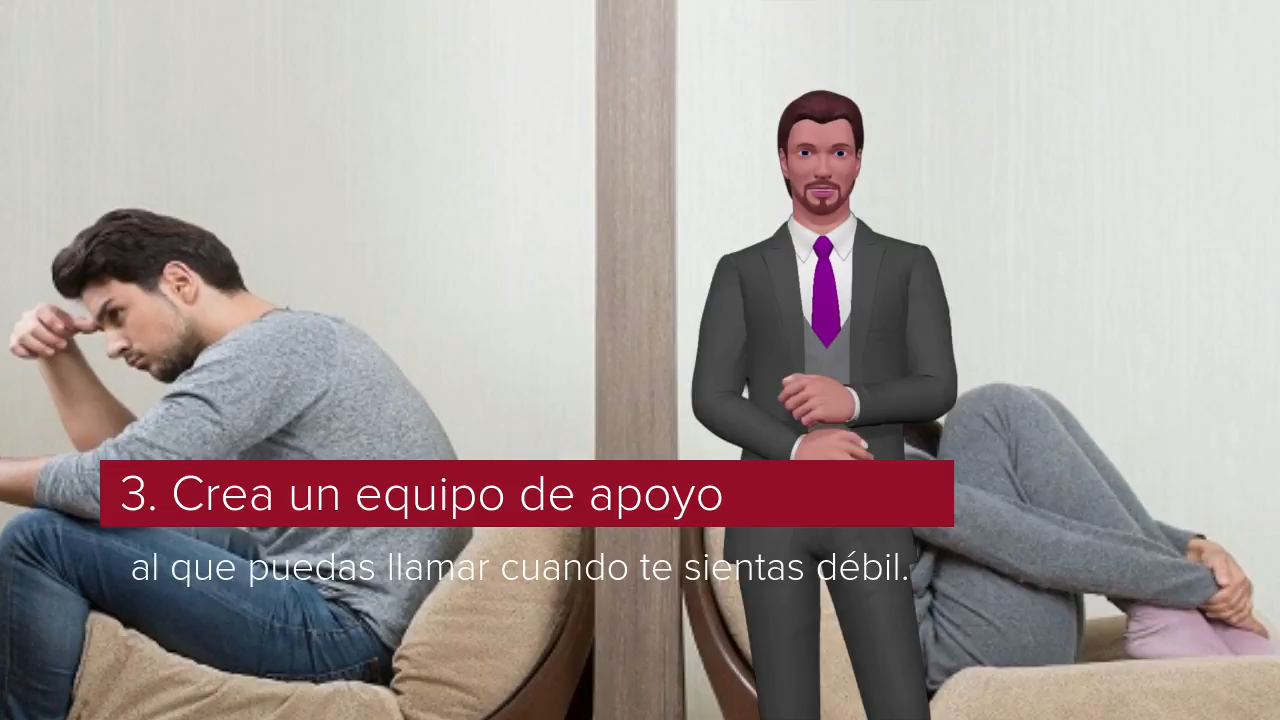 3. Crea un equipo de apoyo
al que puedas llamar cuando te sientas débil.